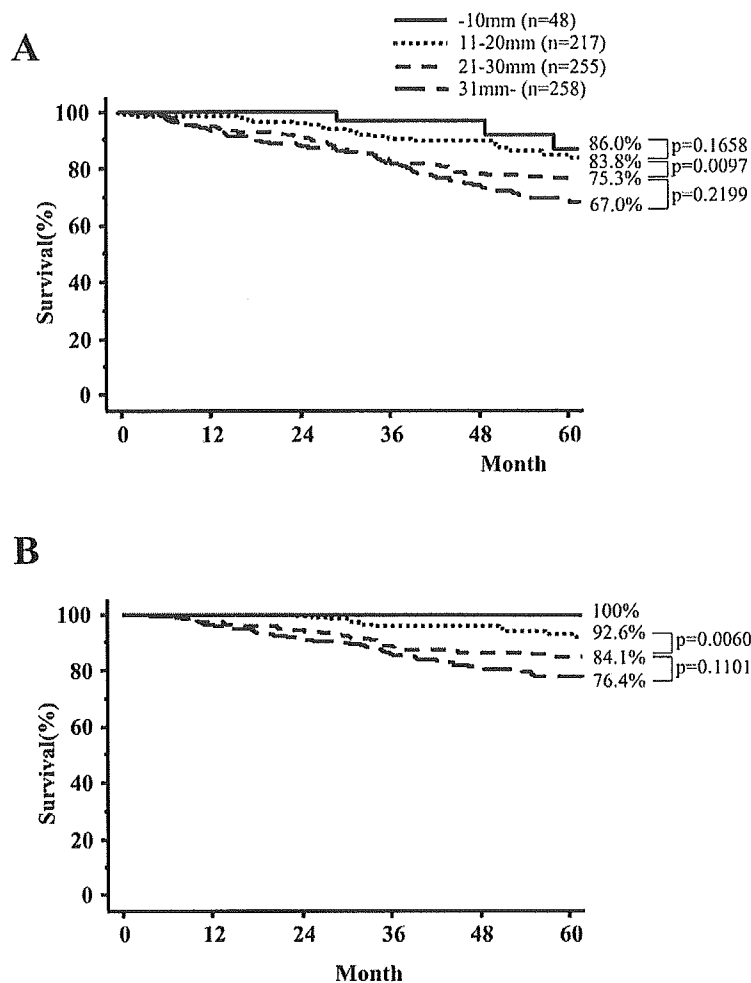 -10mm (n=48)
11-20mm (n=217)
21-30mm (n=255)
31mm- (n=258)
A
100
80
60
40
20
0
Survival(%)
86.0%
83.8%
75.3%
67.0%
p=0.1658
p=0.0097
p=0.2199
0 12 24 36 48 60
Month
B
100
80
60
40
20
0
Survival(%)
100%
92.6%
84.1%
76.4%
p=0.0060
p=0.1101
0 12 24 36 48 60
Month